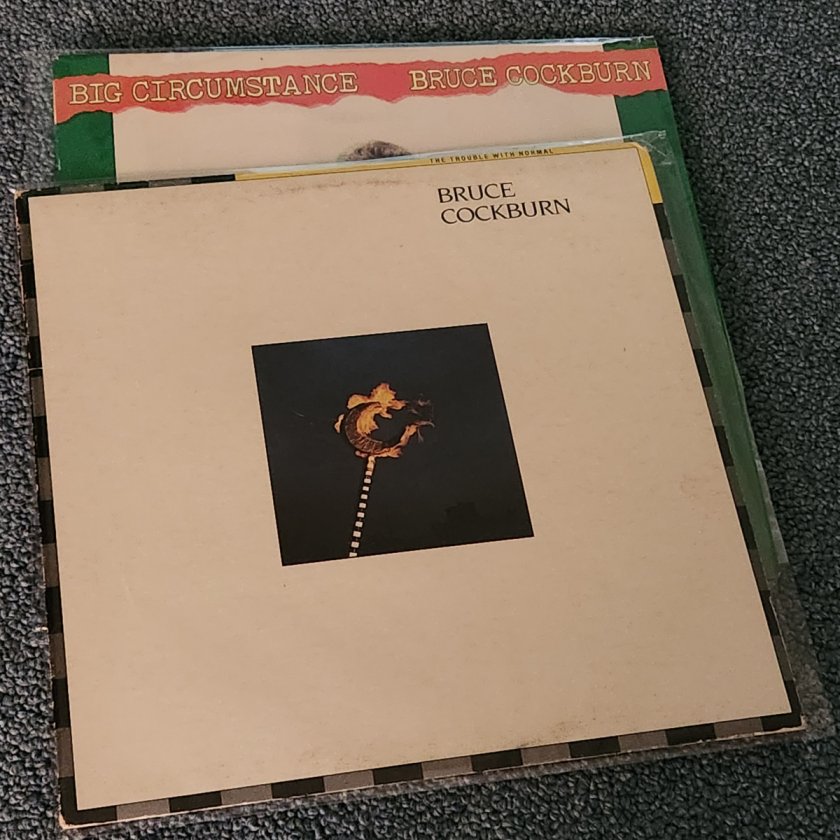 BIG CIRCUMSTANCE BRUCE COCKBURN
THE TROUBLE WITH NORMAL
BRUCE
COCKBURN